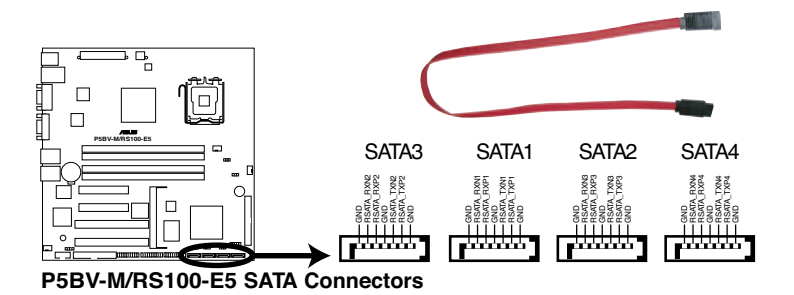 /SUS
P5BV-M/RS100-E5
SATA3
SATA1
SATA2
SATA4
GND
RSATA_RXN2
RSATA_RXP2
GND
RSATA_TXN2
RSATA_TXP2
GND
GND
RSATA_RXN1
RSATA_RXP1
GND
RSATA_TXN1
RSATA_TXP1
GND
GND
RSATA_RXN3
RSATA_RXP3
GND
RSATA_TXN3
RSATA_TXP3
GND
GND
RSATA_RXN4
RSATA_RXP4
GND
RSATA_TXN4
RSATA_TXP4
GND
P5BV-M/RS100-E5 SATA Connectors